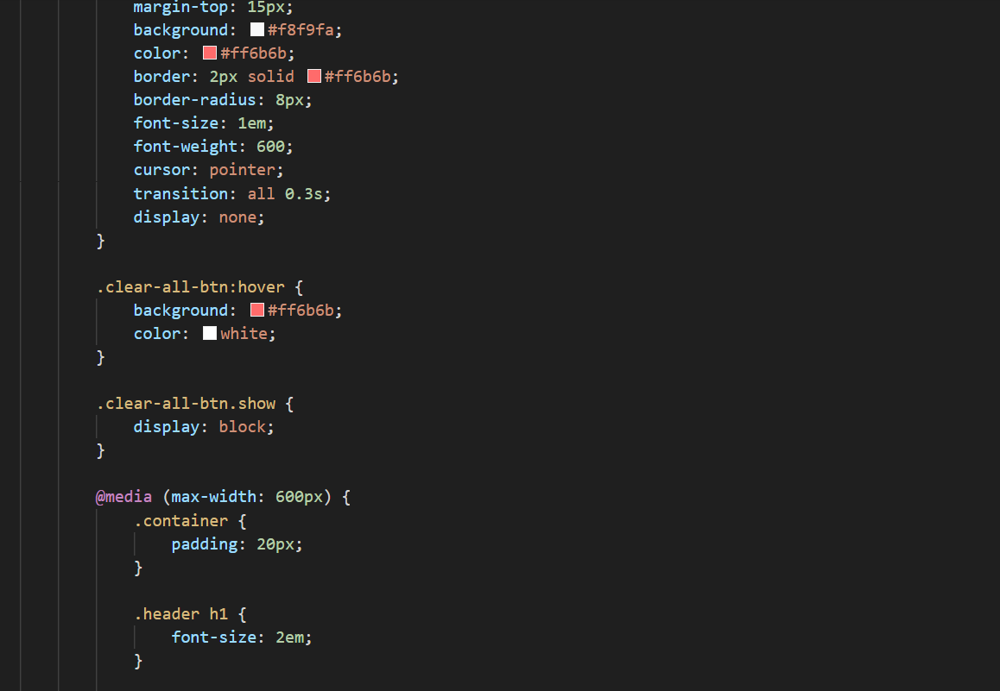 margin-top: 15px;
background: #f8f9fa;
color: #ff6b6b;
border: 2px solid #ff6b6b;
border-radius: 8px;
font-size: 1em;
font-weight: 600;
cursor: pointer;
transition: all 0.3s;
display: none;
}
.clear-all-btn:hover {
background: #ff6b6b;
color: white;
}
.clear-all-btn.show {
display: block;
}
@media (max-width: 600px) {
.container {
padding: 20px;
}
.header h1 {
font-size: 2em;
}